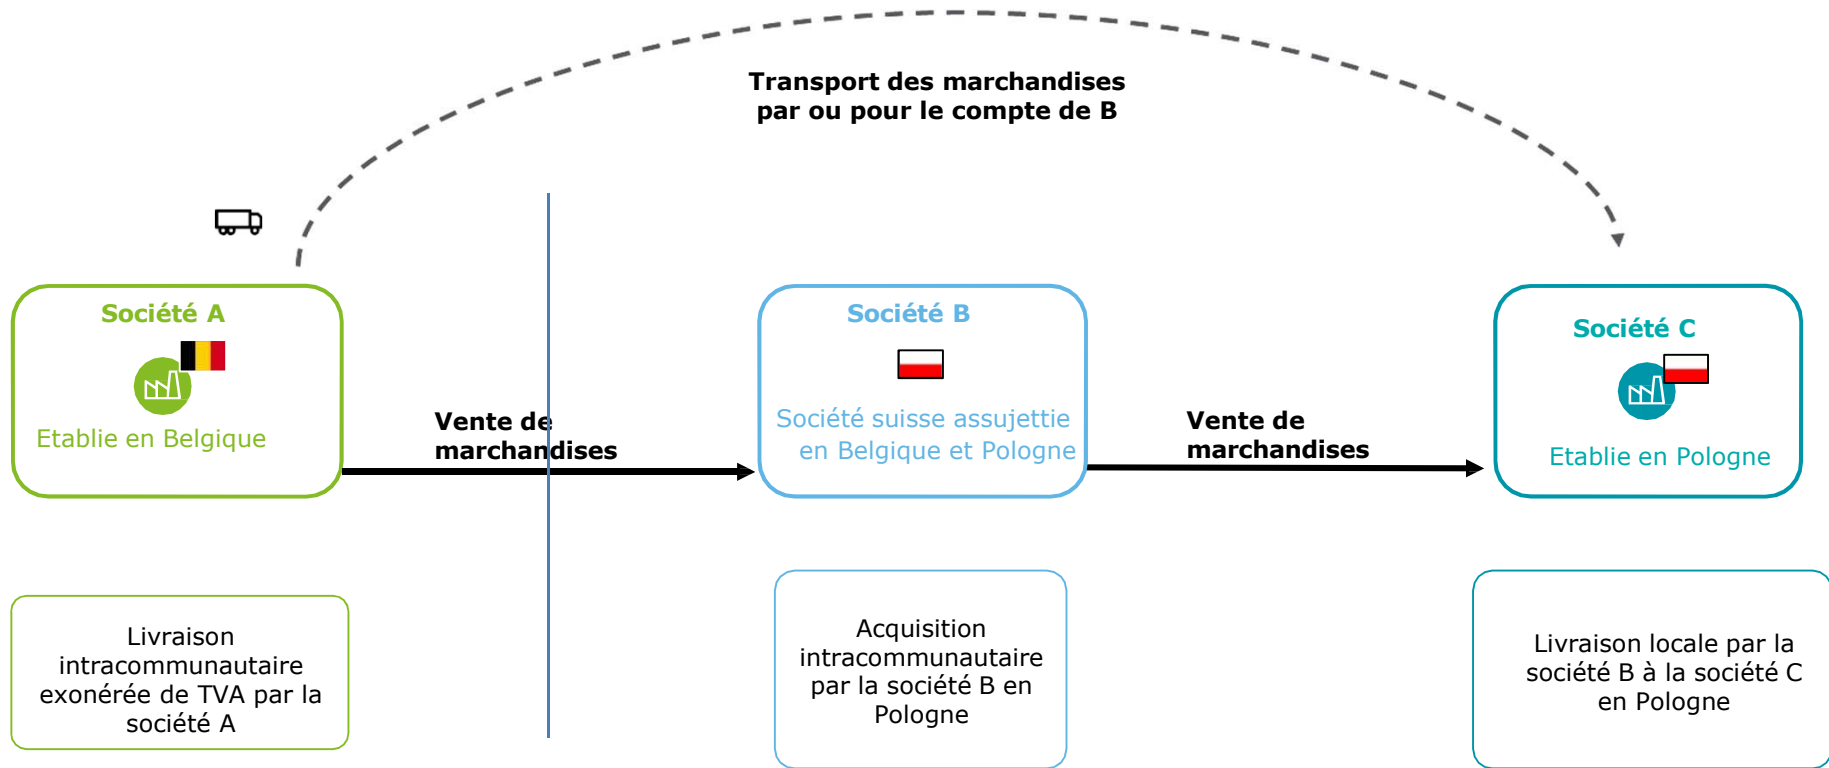 Transport des marchandises
par ou pour le compte de B
Société A
Etablie en Belgique
Vente de
marchandises
Société B
Société suisse assujettie
en Belgique et Pologne
Vente de
marchandises
Société C
Etablie en Pologne
Livraison
intracommunautaire
exonérée de TVA par la
société A
Acquisition
intracommunautaire
par la société B en
Pologne
Livraison locale par la
société B à la société C
en Pologne